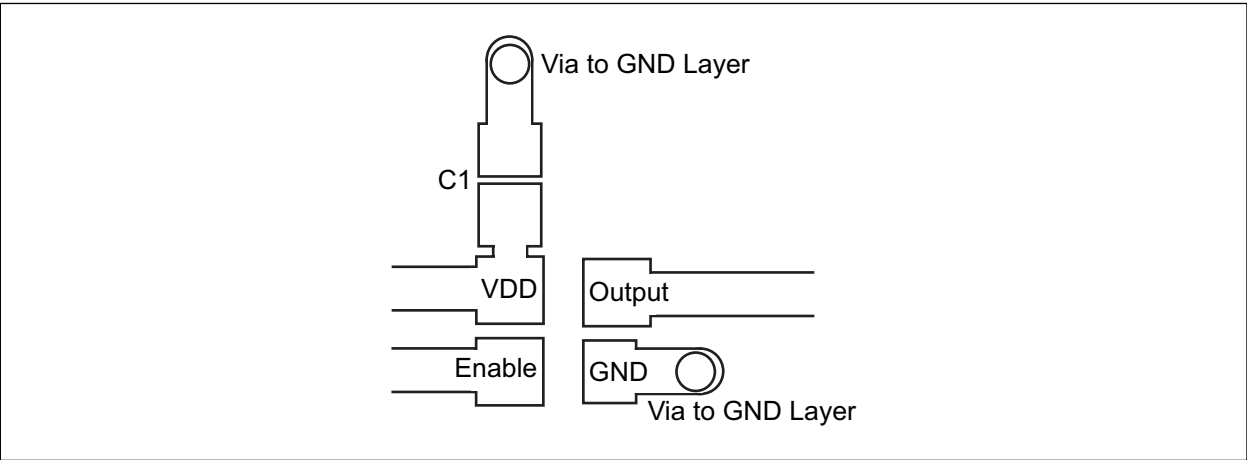 Via to GND Layer
C1
VDD
Output
Enable
GND
Via to GND Layer